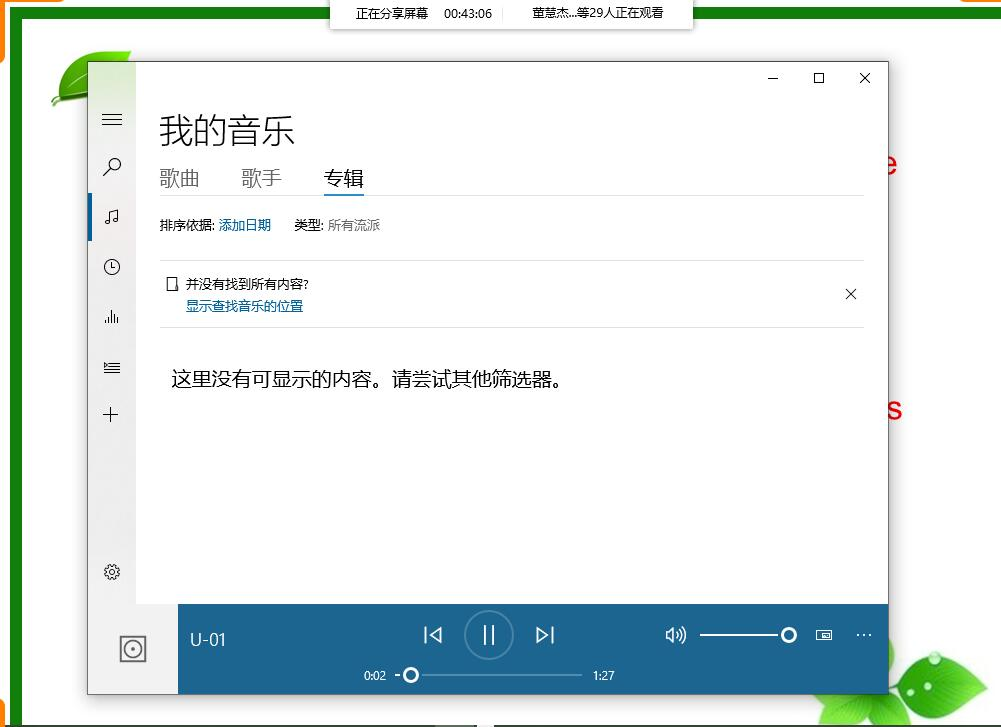 正在分享屏幕 00:43:06 董慧杰...等29人正在观看
我的音乐
歌曲 歌手 专辑
排序依据: 添加日期 类型: 所有流派
并没有找到所有内容?
显示查找音乐的位置
这里没有可显示的内容。请尝试其他筛选器。
e
s
U-01
0:02 1:27